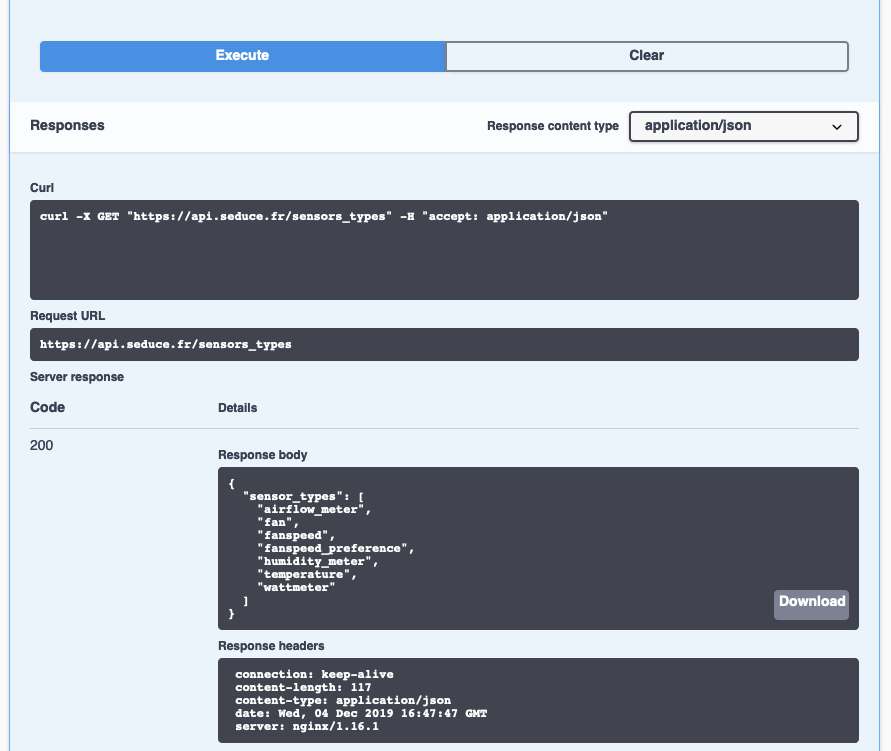 Execute
Clear
Responses
Response content type
application/json
Curl
curl -X GET "https://api.seduce.fr/sensors_types" -H "accept: application/json"
Request URL
https://api.seduce.fr/sensors_types
Server response
Code
Details
200
Response body
{
  "sensor_types": [
    "airflow_meter",
    "fan",
    "fanspeed",
    "fanspeed_preference",
    "humidity_meter",
    "temperature",
    "wattmeter"
  ]
}
Download
Response headers
connection: keep-alive
content-length: 117
content-type: application/json
date: Wed, 04 Dec 2019 16:47:47 GMT
server: nginx/1.16.1